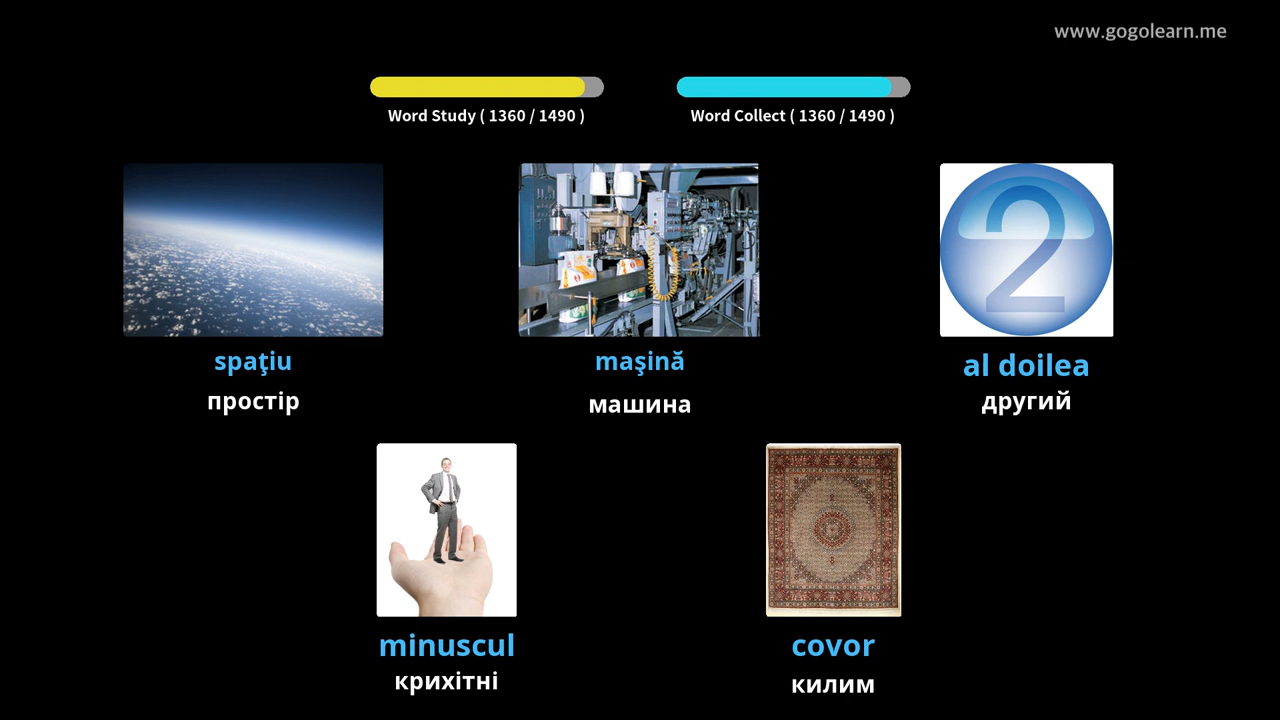 www.gogolearn.me
Word Study ( 1360 / 1490 )
Word Collect ( 1360 / 1490 )
2
spaţiu
простір
maşină
машина
al doilea
другий
minuscul
крихітні
covor
килим